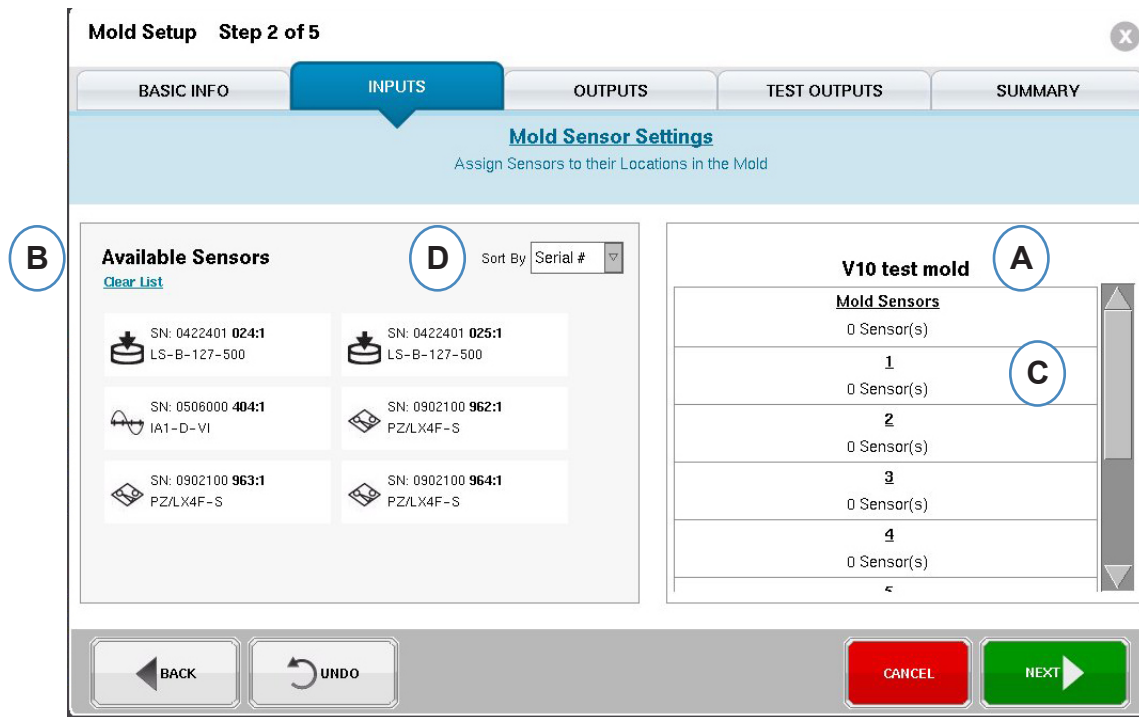 Mold Setup Step 2 of 5
X
BASIC INFO
INPUTS
OUTPUTS
TEST OUTPUTS
SUMMARY
Mold Sensor Settings
Assign Sensors to their Locations in the Mold
B
Available Sensors
Clear List
D
Sort By Serial #
SN: 0422401 024:1
LS-B-127-500
SN: 0422401 025:1
LS-B-127-500
SN: 0506000 404:1
IA1-D-VI
SN: 0902100 962:1
PZ/LX4F-S
SN: 0902100 963:1
PZ/LX4F-S
SN: 0902100 964:1
PZ/LX4F-S
V10 test mold
A
Mold Sensors
0 Sensor(s)
1
0 Sensor(s)
C
2
0 Sensor(s)
3
0 Sensor(s)
4
0 Sensor(s)
BACK
UNDO
CANCEL
NEXT